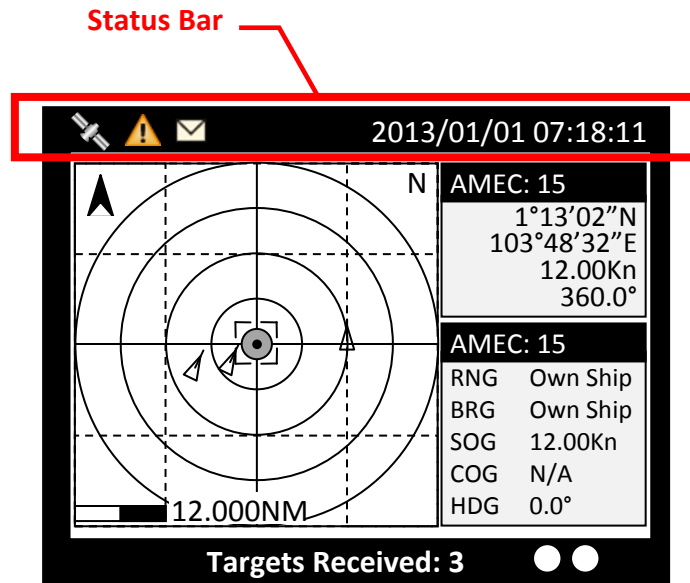 Status Bar
2013/01/01 07:18:11
N
12.000NM
AMEC: 15
1°13’02”N
103°48’32”E
12.00Kn
360.0°
AMEC: 15
RNG Own Ship
BRG Own Ship
SOG 12.00Kn
COG N/A
HDG 0.0°
Targets Received: 3